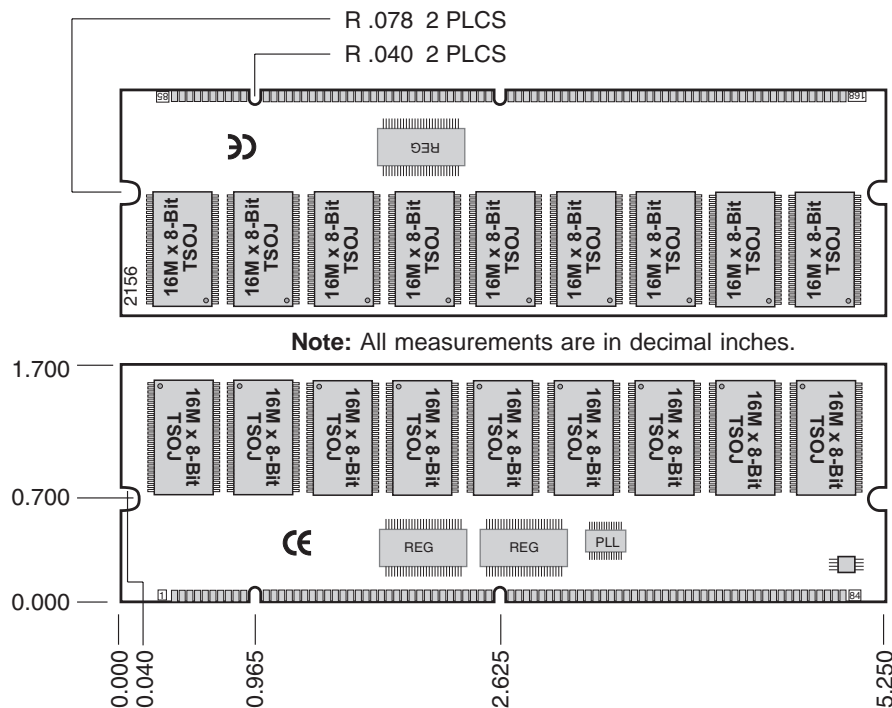 R .078 2 PLCS
R .040 2 PLCS
85
168
CE
REG
16M x 8-Bit
TSOJ
16M x 8-Bit
TSOJ
16M x 8-Bit
TSOJ
16M x 8-Bit
TSOJ
16M x 8-Bit
TSOJ
16M x 8-Bit
TSOJ
16M x 8-Bit
TSOJ
16M x 8-Bit
TSOJ
16M x 8-Bit
TSOJ
2156
Note: All measurements are in decimal inches.
1.700
16M x 8-Bit
TSOJ
16M x 8-Bit
TSOJ
16M x 8-Bit
TSOJ
16M x 8-Bit
TSOJ
16M x 8-Bit
TSOJ
16M x 8-Bit
TSOJ
16M x 8-Bit
TSOJ
16M x 8-Bit
TSOJ
16M x 8-Bit
TSOJ
0.700
CE
REG
REG
PLL
0.000
1
84
0.000
0.040
0.965
2.625
5.250